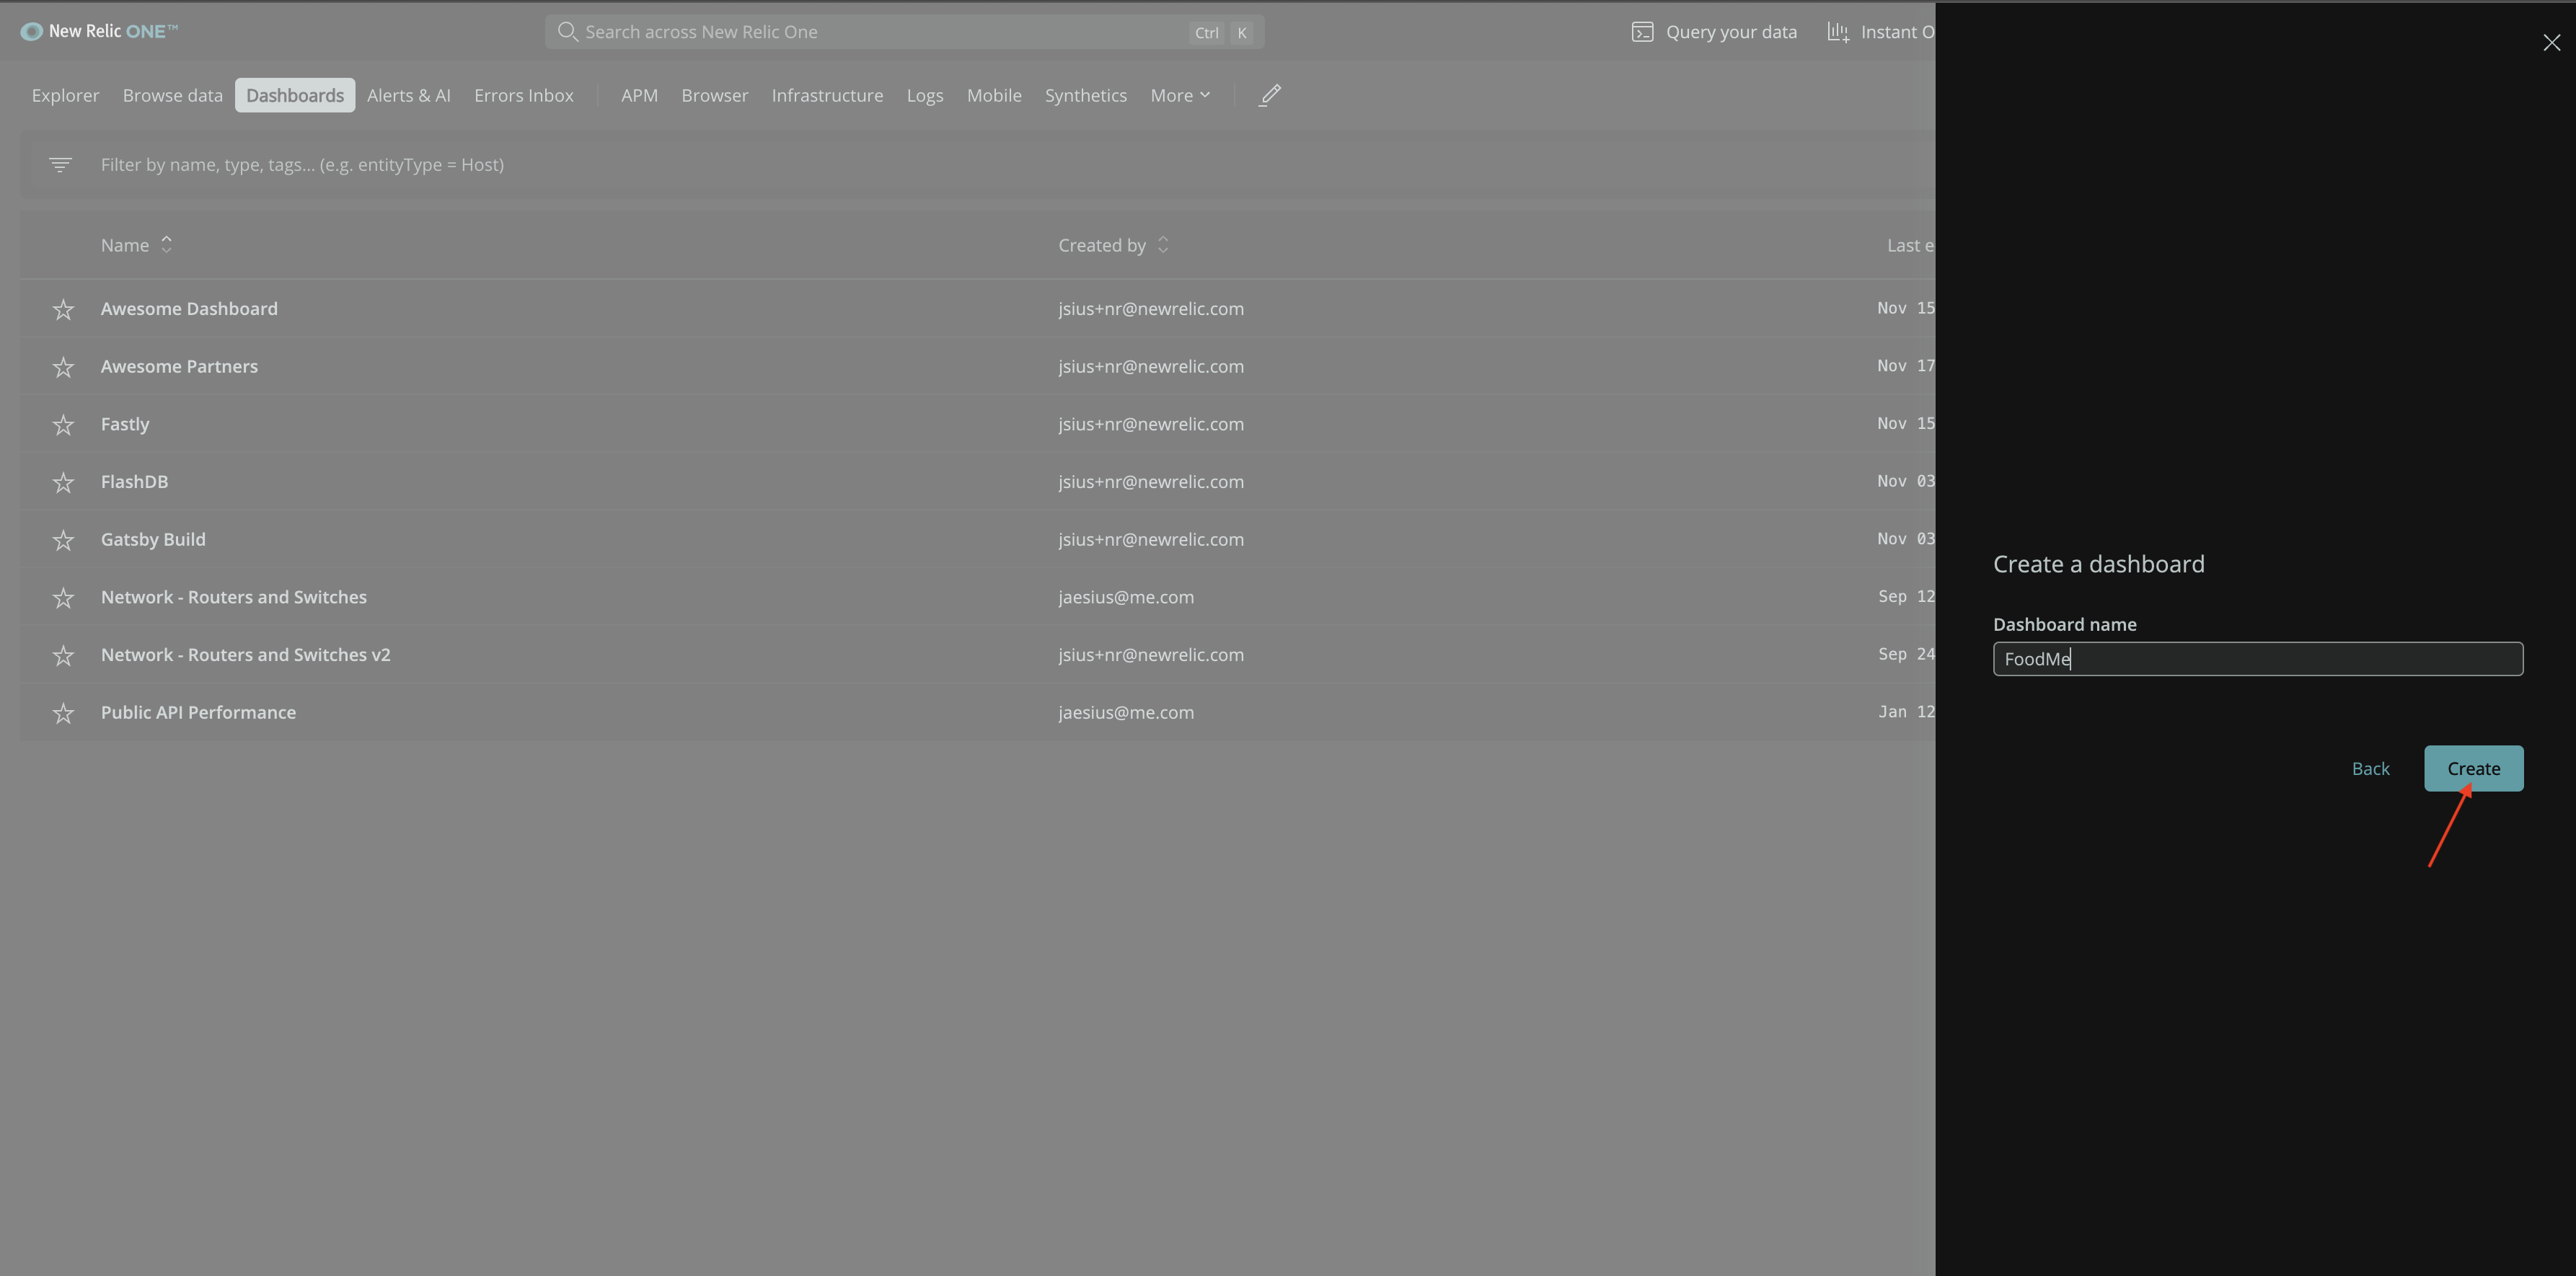 New Relic ONE™
Search across New Relic One
Ctrl K
Query your data
Instant O
Explorer Browse data Dashboards Alerts & AI Errors Inbox APM Browser Infrastructure Logs Mobile Synthetics More
Filter by name, type, tags... (e.g. entityType = Host)
Name Created by Last e
Awesome Dashboard jsius+nr@newrelic.com Nov 15
Awesome Partners jsius+nr@newrelic.com Nov 17
Fastly jsius+nr@newrelic.com Nov 15
FlashDB jsius+nr@newrelic.com Nov 03
Gatsby Build jsius+nr@newrelic.com Nov 03
Network - Routers and Switches jaesius@me.com Sep 12
Network - Routers and Switches v2 jsius+nr@newrelic.com Sep 24
Public API Performance jaesius@me.com Jan 12
Create a dashboard
Dashboard name
FoodMe
Back Create